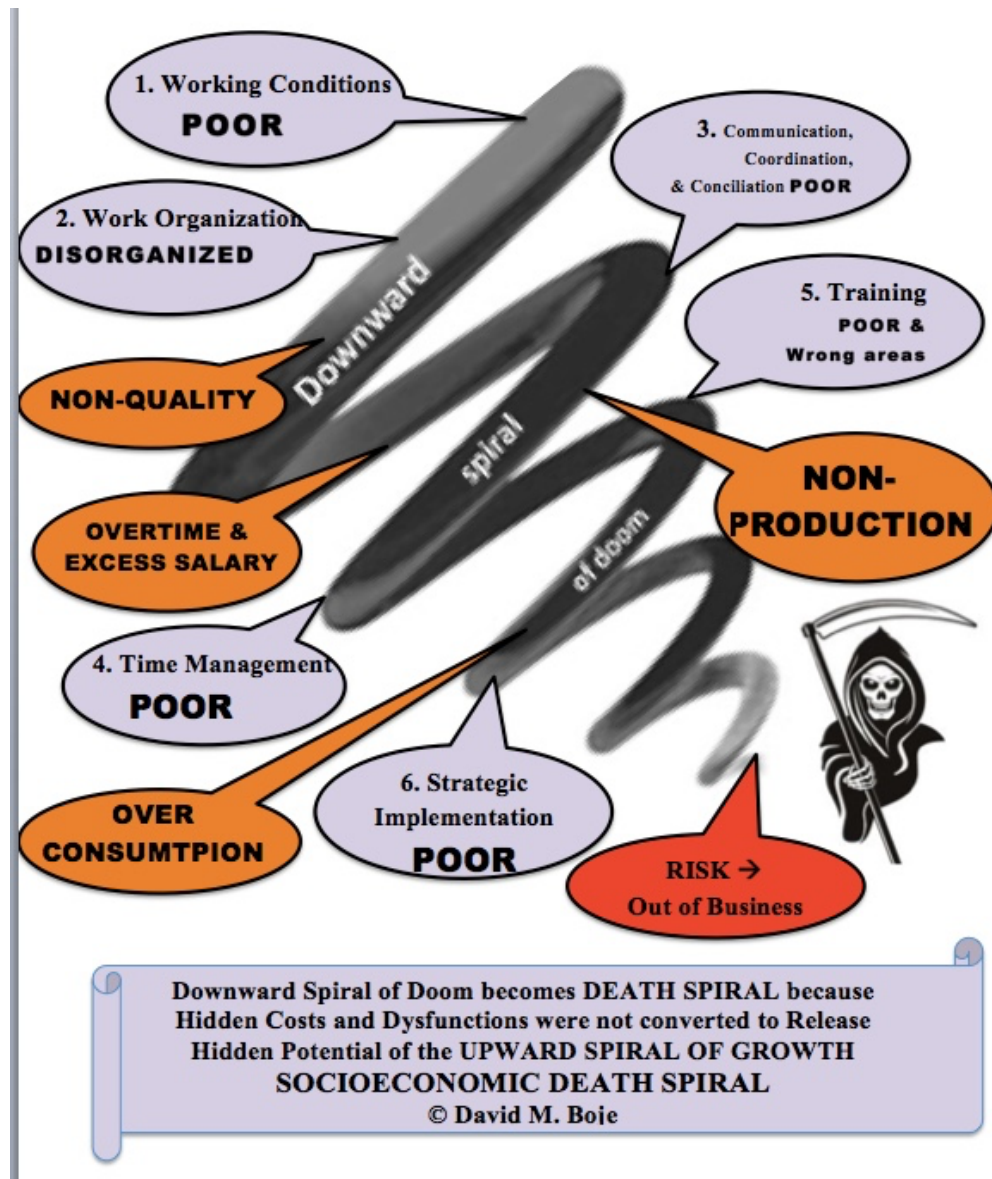 1. Working Conditions
POOR
3. Communication,
Coordination,
& Conciliation POOR
2. Work Organization
DISORGANIZED
5. Training
POOR &
Wrong areas
Downward
spiral
of doom
NON-QUALITY
NON-
PRODUCTION
OVERTIME &
EXCESS SALARY
4. Time Management
POOR
6. Strategic
Implementation
POOR
OVER
CONSUMTPION
RISK →
Out of Business
Downward Spiral of Doom becomes DEATH SPIRAL because
Hidden Costs and Dysfunctions were not converted to Release
Hidden Potential of the UPWARD SPIRAL OF GROWTH
SOCIOECONOMIC DEATH SPIRAL
© David M. Boje